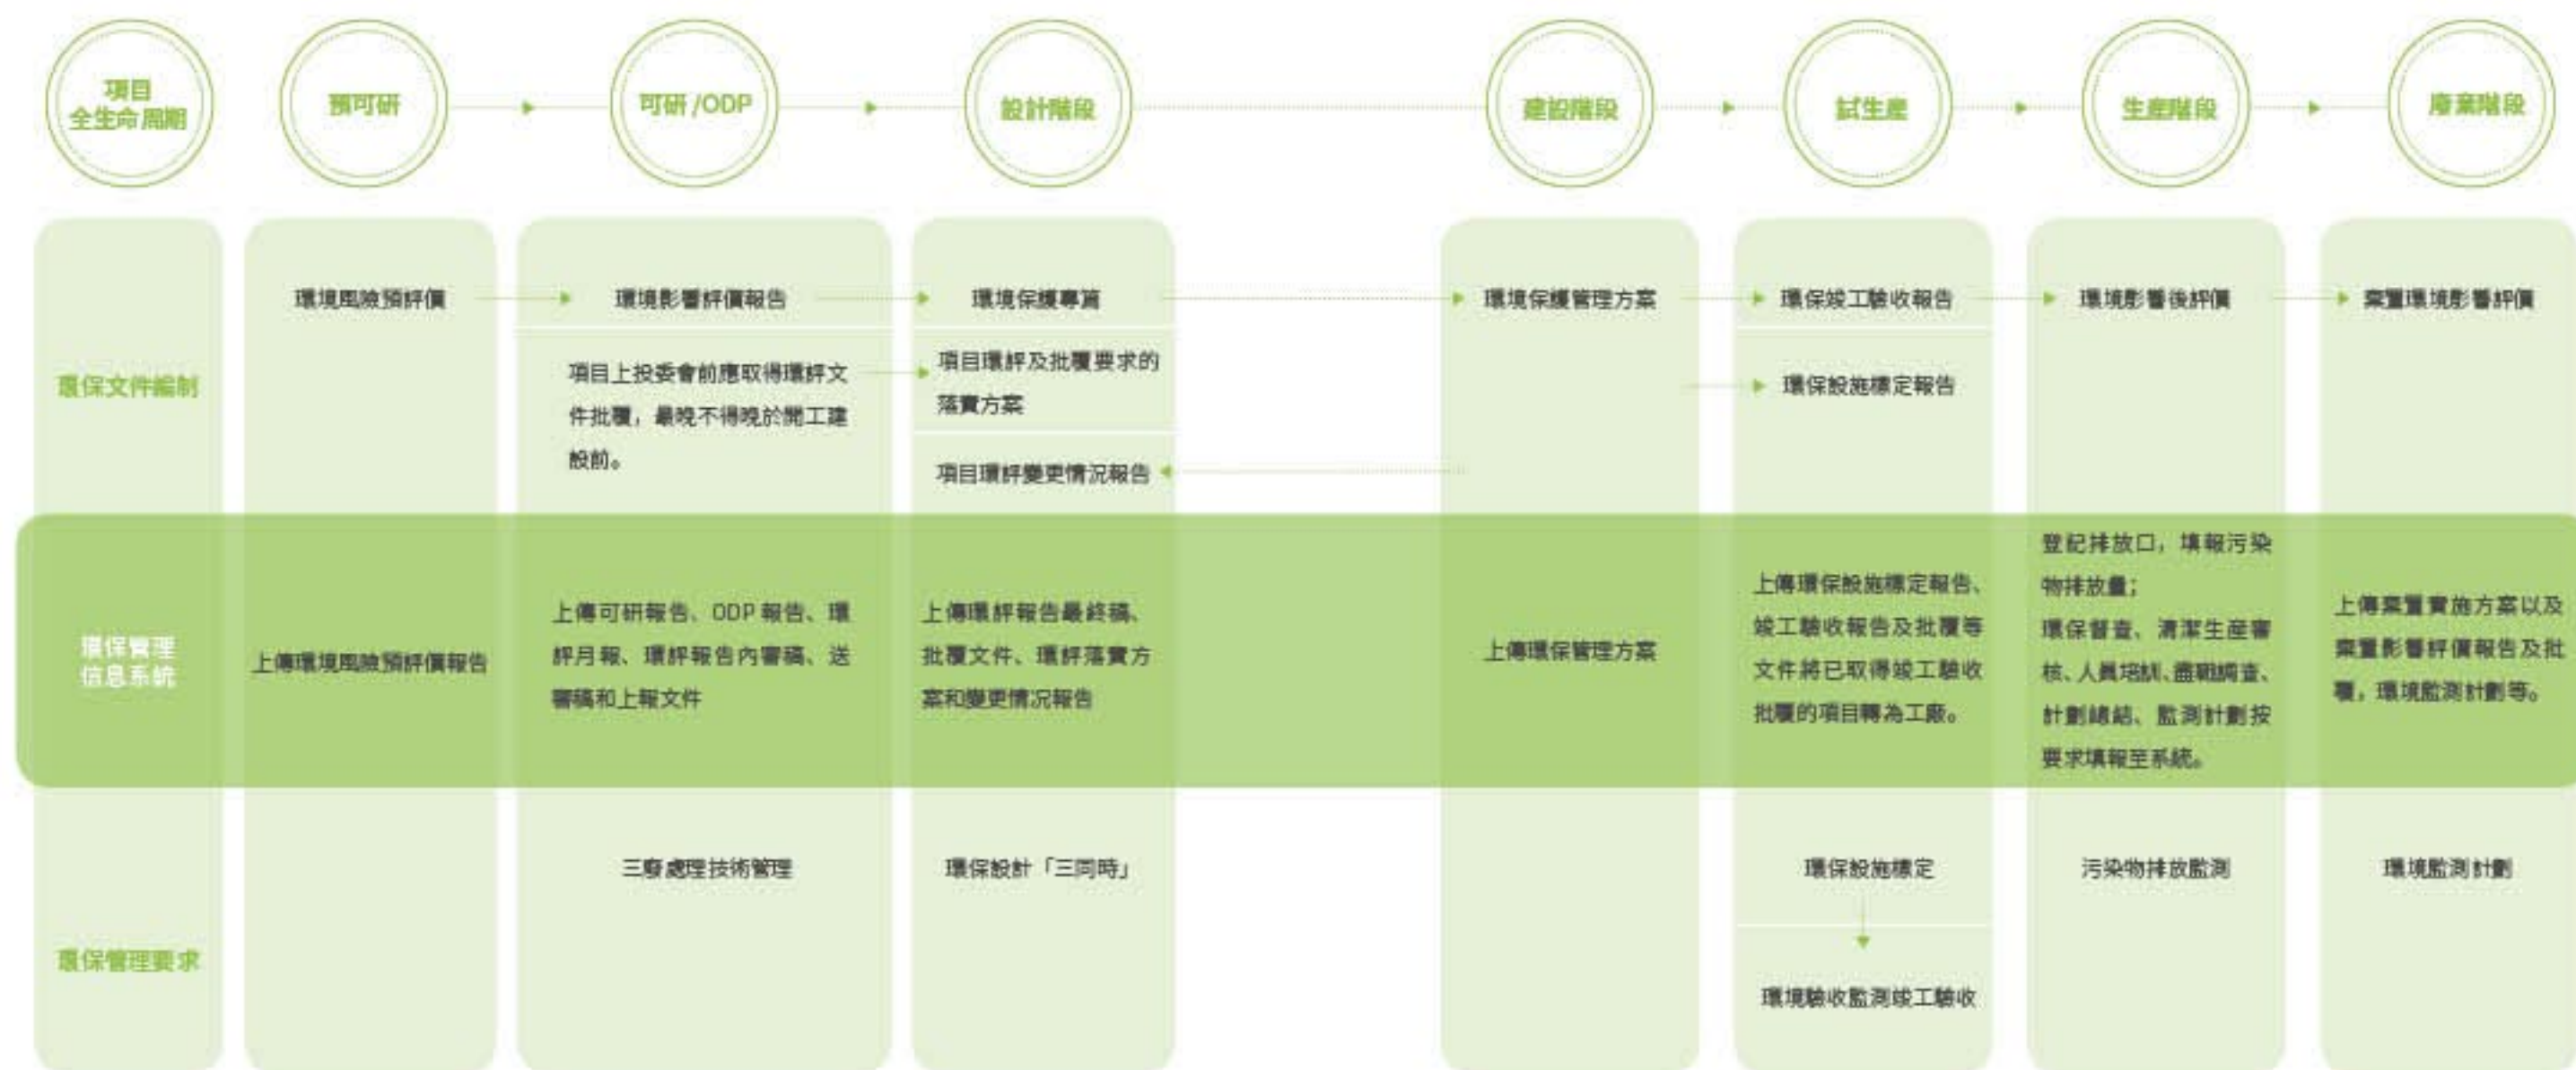 項目
全生命周期
預可研
可研/ODP
設計階段
建設階段
試生產
生產階段
廢棄階段
環保文件編制
環境風險預評價
環境影響評價報告
項目上投委會前應取得環評文
件批覆，最晚不得晚於開工建
設前。
環境保護專篇
項目環評及批覆要求的
落實方案
項目環評變更情況報告
環境保護管理方案
環保竣工驗收報告
環保設施標定報告
環境影響後評價
棄置環境影響評價
環保管理
信息系統
上傳環境風險預評價報告
上傳可研報告、ODP 報告、環
評月報、環評報告內審稿、送
審稿和上報文件
上傳環評報告最終稿、
批覆文件、環評落實方
案和變更情況報告
上傳環保管理方案
上傳環保設施標定報告、
竣工驗收報告及批覆等
文件將已取得竣工驗收
批覆的項目轉為工廠。
登記排放口，填報污染
物排放量；
環保督查、清潔生產審
核、人員培訓、盡職調查、
計劃總結、監測計劃按
要求填報至系統。
上傳棄置實施方案以及
棄置影響評價報告及批
覆，環境監測計劃等。
環保管理要求
三廢處理技術管理
環保設計「三同時」
環保設施標定
環境驗收監測竣工驗收
污染物排放監測
環境監測計劃